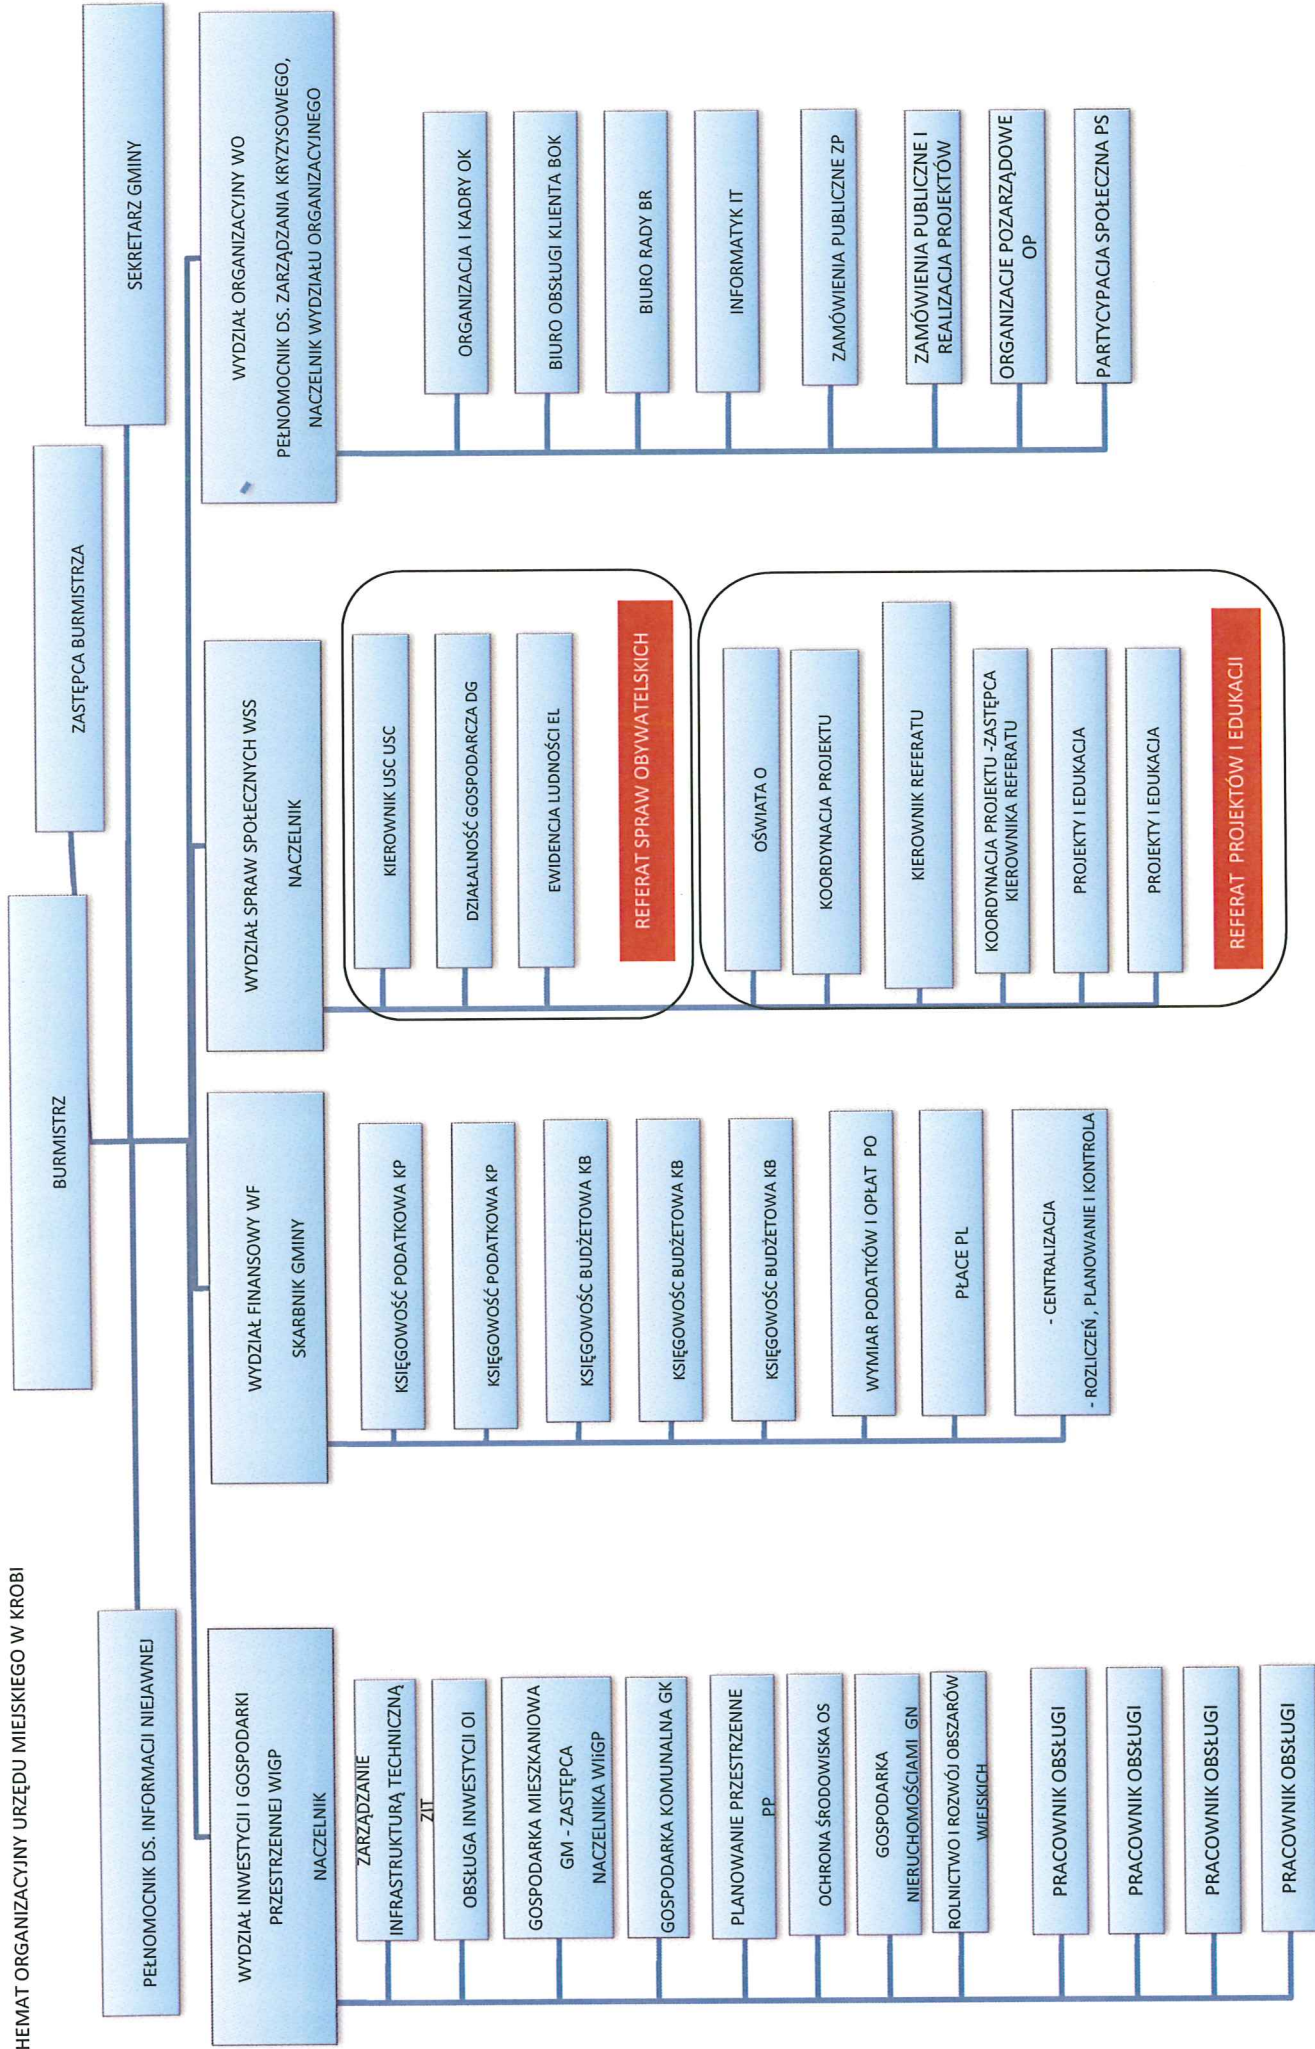 HEMAT ORGANIZACYJNY URZĘDU MIEJSKIEGO W KROBI
BURMISTRZ
ZASTĘPCA BURMISTRZA
PEŁNOMOCNIK DS. INFORMACJI NIEJAWNEJ
SEKRETARZ GMINY
WYDZIAŁ INWESTYCJI I GOSPODARKI
PRZESTRZENNEJ WIGP
NACZELNIK
ZARZĄDZANIE
INFRASTRUKTURĄ TECHNICZNĄ
ZIT
OBSŁUGA INWESTYCJI OI
GOSPODARKA MIESZKANIOWA
GM - ZASTĘPCA
NACZELNIKA WIiGP
GOSPODARKA KOMUNALNA GK
PLANOWANIE PRZESTRZENNE
PP
OCHRONA ŚRODOWISKA OS
GOSPODARKA
NIERUCHOMOŚCIAMI GN
ROLNICTWO I ROZWÓJ OBSZARÓW
WIEJSKICH
PRACOWNIK OBSŁUGI
PRACOWNIK OBSŁUGI
PRACOWNIK OBSŁUGI
PRACOWNIK OBSŁUGI
WYDZIAŁ FINANSOWY WF
SKARBNIK GMINY
KSIĘGOWOŚĆ PODATKOWA KP
KSIĘGOWOŚĆ PODATKOWA KP
KSIĘGOWOŚC BUDŻETOWA KB
KSIĘGOWOŚC BUDŻETOWA KB
KSIĘGOWOŚC BUDŻETOWA KB
WYMIAR PODATKÓW I OPŁAT PO
PŁACE PL
- CENTRALIZACJA
- ROZLICZEŃ , PLANOWANIE I KONTROLA
WYDZIAŁ SPRAW SPOŁECZNYCH WSS
NACZELNIK
KIEROWNIK USC USC
DZIAŁALNOŚĆ GOSPODARCZA DG
EWIDENCJA LUDNOŚCI EL
REFERAT SPRAW OBYWATELSKICH
OŚWIATA O
KOORDYNACJA PROJEKTU
KIEROWNIK REFERATU
KOORDYNACJA PROJEKTU -ZASTĘPCA
KIEROWNIKA REFERATU
PROJEKTY I EDUKACJA
PROJEKTY I EDUKACJA
REFERAT PROJEKTÓW I EDUKACJI
WYDZIAŁ ORGANIZACYJNY WO
PEŁNOMOCNIK DS. ZARZĄDZANIA KRYZYSOWEGO,
NACZELNIK WYDZIAŁU ORGANIZACYJNEGO
ORGANIZACJA I KADRY OK
BIURO OBSŁUGI KLIENTA BOK
BIURO RADY BR
INFORMATYK IT
ZAMÓWIENIA PUBLICZNE ZP
ZAMÓWIENIA PUBLICZNE I
REALIZACJA PROJEKTÓW
ORGANIZACJE POZARZĄDOWE
OP
PARTYCYPACJA SPOŁECZNA PS